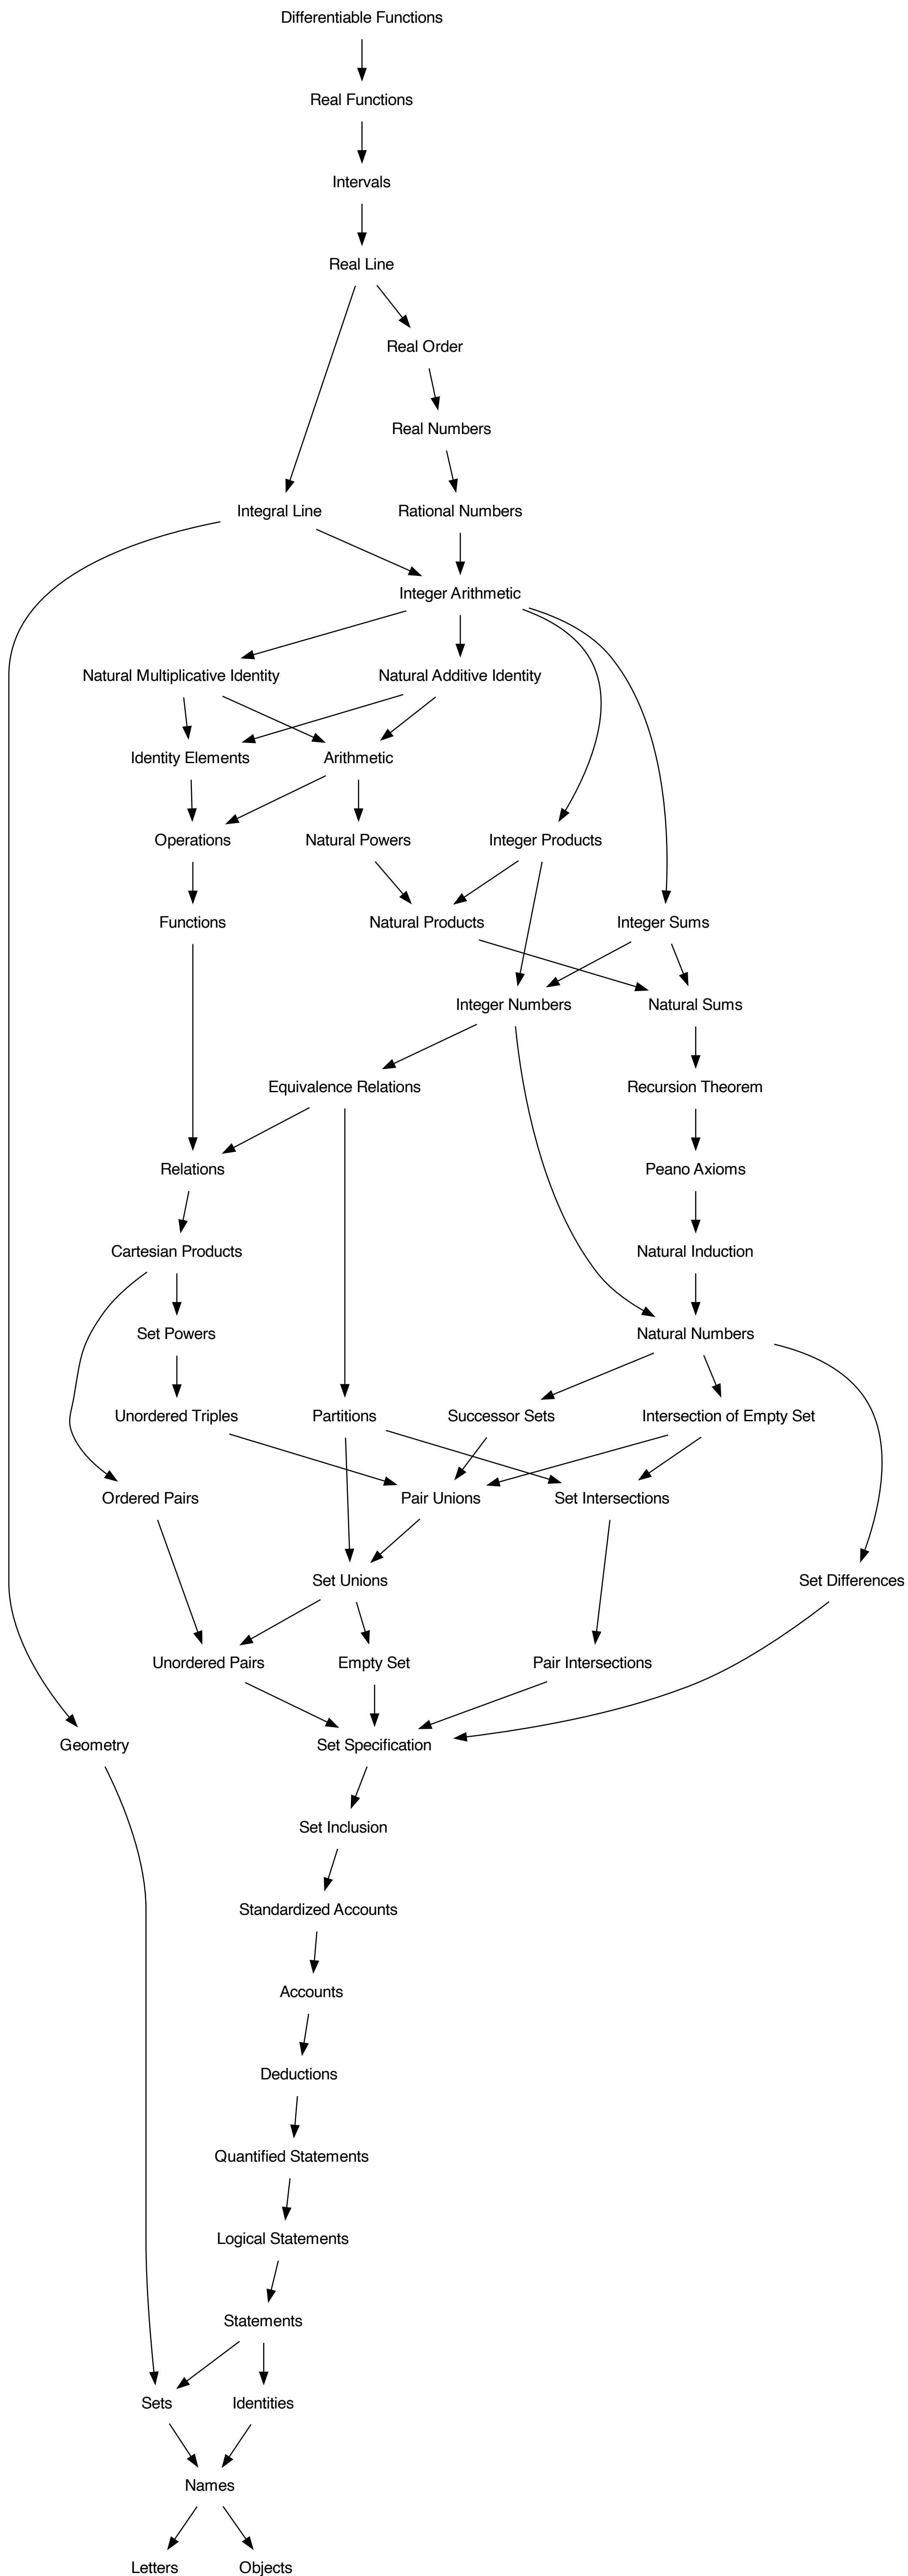 Differentiable Functions
Real Functions
Intervals
Real Line
Real Order
Real Numbers
Integral Line
Rational Numbers
Integer Arithmetic
Natural Multiplicative Identity
Natural Additive Identity
Identity Elements
Arithmetic
Operations
Natural Powers
Integer Products
Functions
Natural Products
Integer Sums
Integer Numbers
Natural Sums
Equivalence Relations
Recursion Theorem
Relations
Peano Axioms
Cartesian Products
Natural Induction
Set Powers
Natural Numbers
Unordered Triples
Partitions
Successor Sets
Intersection of Empty Set
Ordered Pairs
Pair Unions
Set Intersections
Set Unions
Set Differences
Unordered Pairs
Empty Set
Pair Intersections
Geometry
Set Specification
Set Inclusion
Standardized Accounts
Accounts
Deductions
Quantified Statements
Logical Statements
Statements
Sets
Identities
Names
Letters
Objects